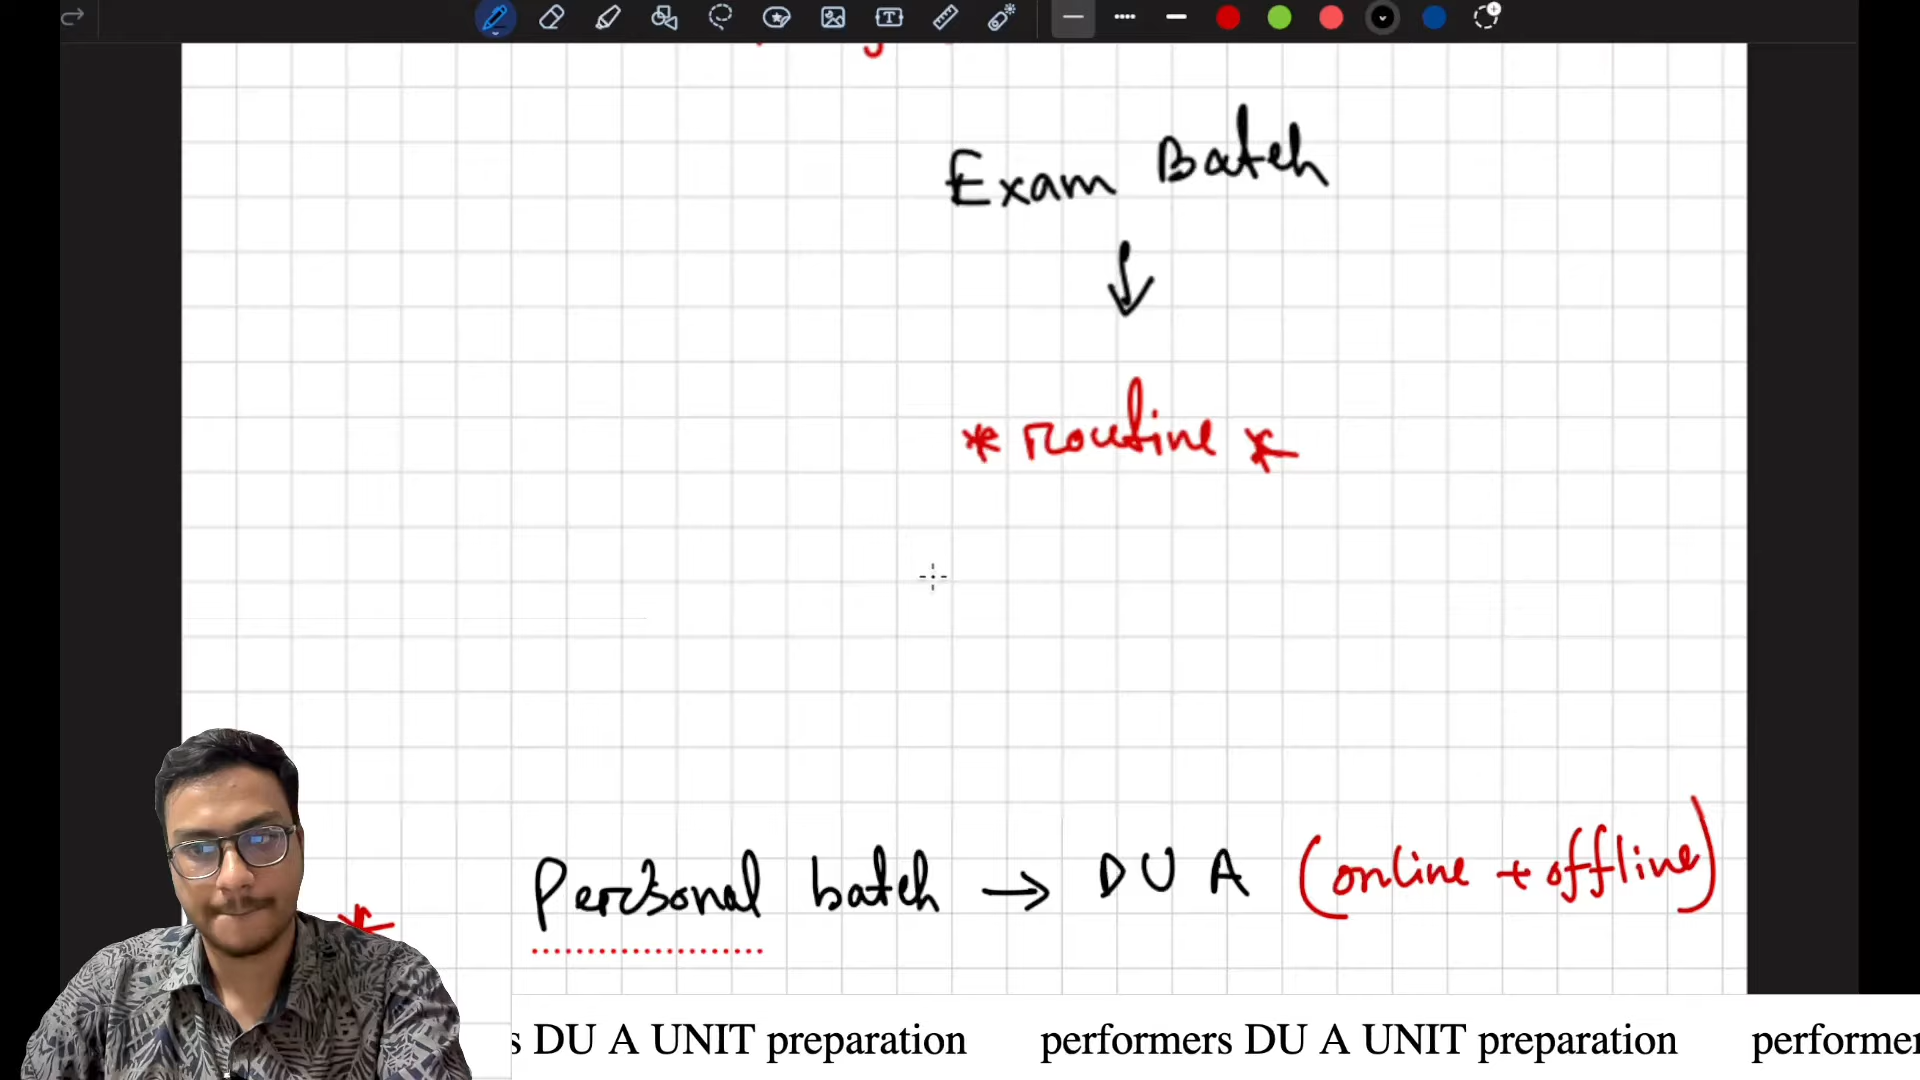 Exam Batch
* routine *
Personal batch → DU A (online + offline)
*
s DU A UNIT preparation performers DU A UNIT preparation performer